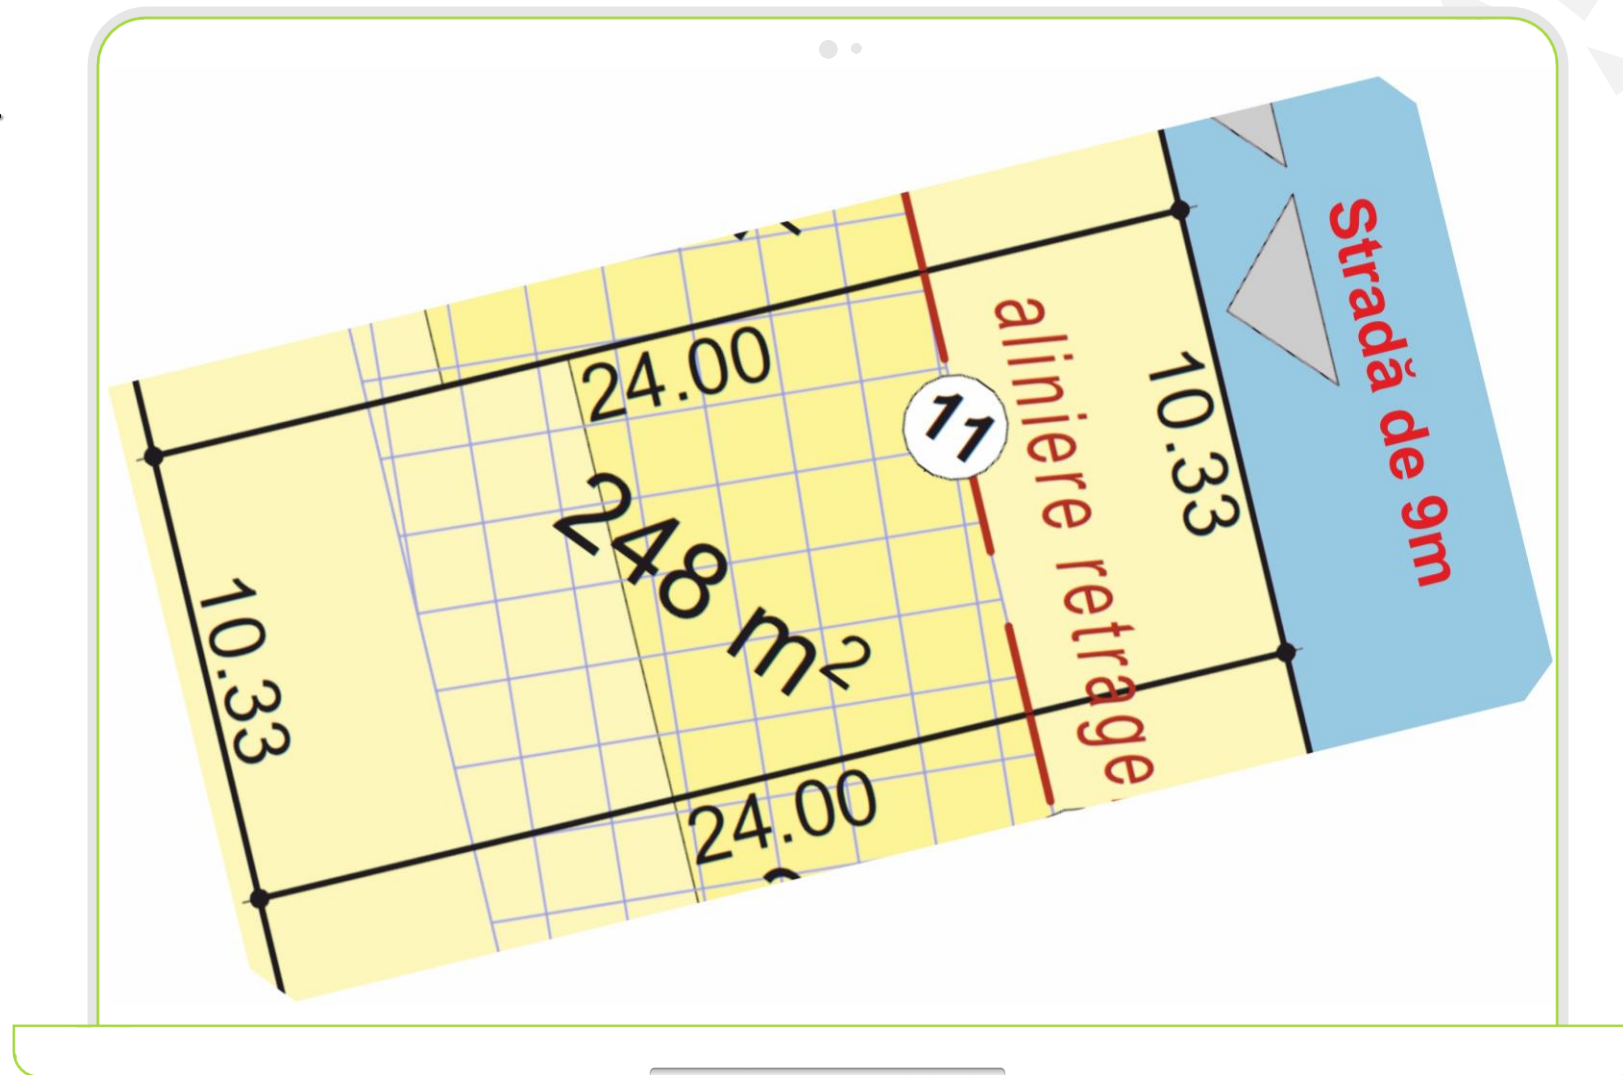 24.00
11
aliniere retrage
10.33
Stradă de 9m
248 m²
10.33
24.00